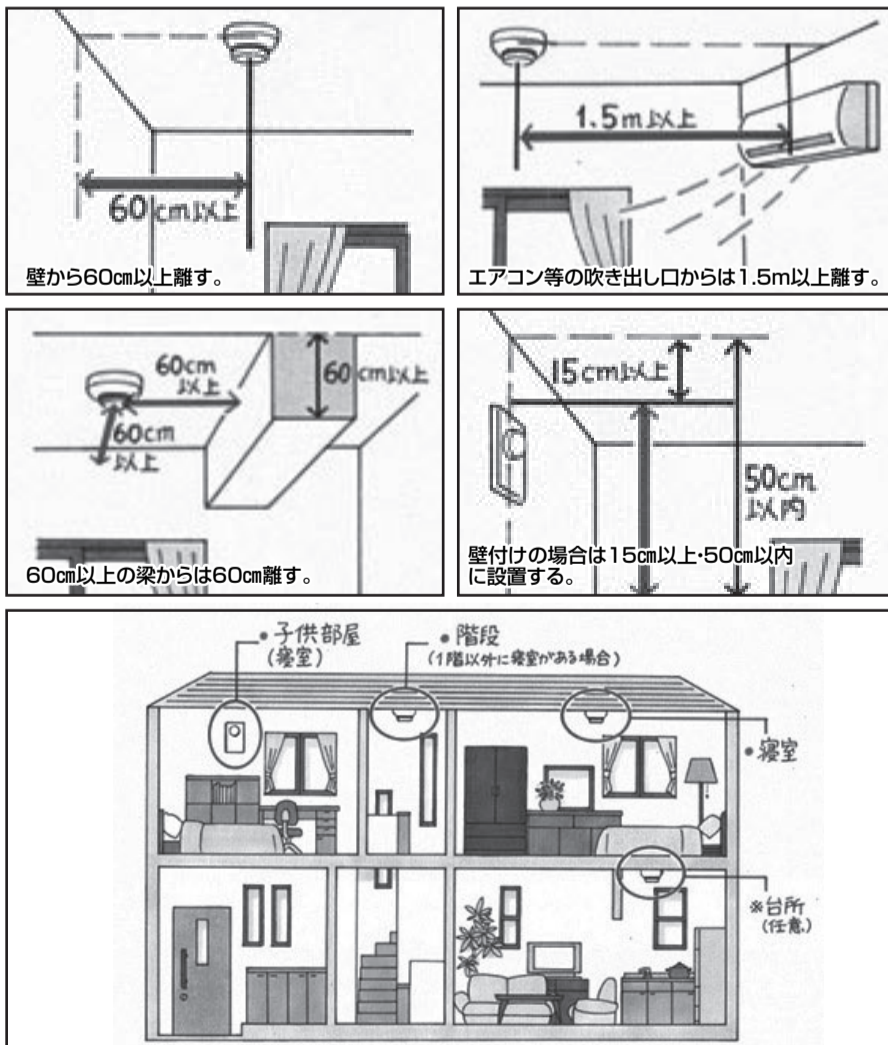 60cm以上
壁から60㎝以上離す。
1.5m以上
エアコン等の吹き出し口からは1.5m以上離す。
60cm
以上
60cm以上
60cm
以上
60㎝以上の梁からは60㎝離す。
15cm以上
50cm
以内
壁付けの場合は15㎝以上・50㎝以内
に設置する。
•子供部屋
(寝室)
•階段
(1階以外に寝室がある場合)
•寝室
※台所
(任意)